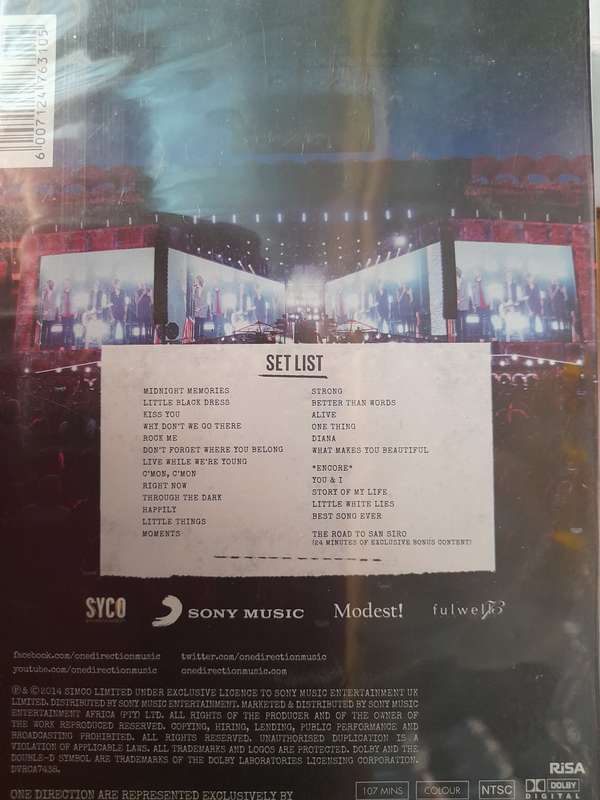 6007124763105
SET LIST
MIDNIGHT MEMORIES
LITTLE BLACK DRESS
KISS YOU
WHY DON'T WE GO THERE
ROCK ME
DON'T FORGET WHERE YOU BELONG
LIVE WHILE WE'RE YOUNG
C'MON, C'MON
RIGHT NOW
THROUGH THE DARK
HAPPILY
LITTLE THINGS
MOMENTS
STRONG
BETTER THAN WORDS
ALIVE
ONE THING
DIANA
WHAT MAKES YOU BEAUTIFUL
*ENCORE*
YOU & I
STORY OF MY LIFE
LITTLE WHITE LIES
BEST SONG EVER
THE ROAD TO SAN SIRO
(24 MINUTES OF EXCLUSIVE BONUS CONTENT)
SYCO
SONY MUSIC
Modest!
fulwell73
facebook.com/onedirectionmusic twitter.com/onedirectionmusic
youtube.com/onedirectionmusic onedirectionmusic.com
℗ & © 2014 SIMCO LIMITED UNDER EXCLUSIVE LICENCE TO SONY MUSIC ENTERTAINMENT UK
LIMITED. DISTRIBUTED BY SONY MUSIC ENTERTAINMENT. MARKETED & DISTRIBUTED BY SONY MUSIC
ENTERTAINMENT AFRICA (PTY) LTD. ALL RIGHTS OF THE PRODUCER AND OF THE OWNER OF
THE WORK REPRODUCED RESERVED. COPYING, HIRING, LENDING, PUBLIC PERFORMANCE AND
BROADCASTING PROHIBITED. ALL RIGHTS RESERVED. UNAUTHORISED DUPLICATION IS A
VIOLATION OF APPLICABLE LAWS. ALL TRADEMARKS AND LOGOS ARE PROTECTED. DOLBY AND THE
DOUBLE-D SYMBOL ARE TRADEMARKS OF THE DOLBY LABORATORIES LICENSING CORPORATION.
DVRCA7438.
RiSA
ONE DIRECTION ARE REPRESENTED EXCLUSIVELY BY
107 MINS COLOUR NTSC DOLBY
DIGITAL